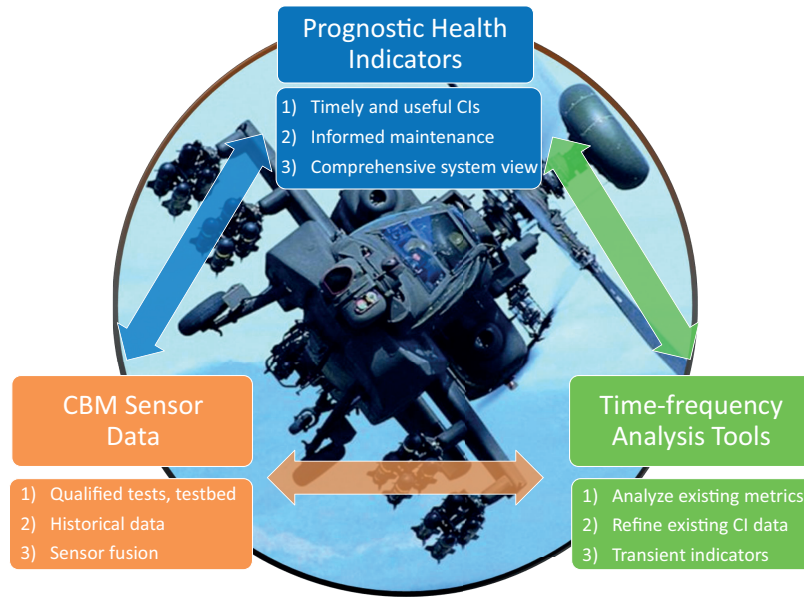 Prognostic Health
Indicators
1) Timely and useful CIs
2) Informed maintenance
3) Comprehensive system view
CBM Sensor
Data
1) Qualified tests, testbed
2) Historical data
3) Sensor fusion
Time-frequency
Analysis Tools
1) Analyze existing metrics
2) Refine existing CI data
3) Transient indicators